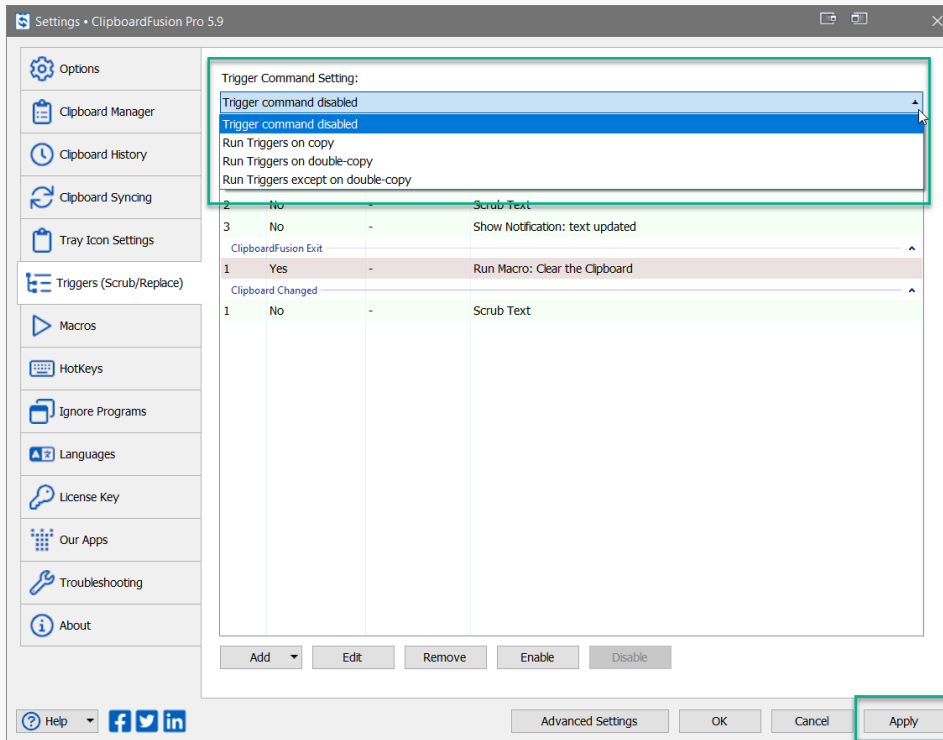 Settings • ClipboardFusion Pro 5.9
Options
Clipboard Manager
Clipboard History
Clipboard Syncing
Tray Icon Settings
Triggers (Scrub/Replace)
Macros
HotKeys
Ignore Programs
Languages
License Key
Our Apps
Troubleshooting
About
Trigger Command Setting:
Trigger command disabled
Trigger command disabled
Run Triggers on copy
Run Triggers on double-copy
Run Triggers except on double-copy
2 No - Scrub Text
3 No - Show Notification: text updated
ClipboardFusion Exit
1 Yes - Run Macro: Clear the Clipboard
Clipboard Changed
1 No - Scrub Text
Add Edit Remove Enable Disable
Help Advanced Settings OK Cancel Apply